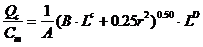 Q_c / C_m = 1/A (B · L^c + 0.25r^2)^0.50 · L^D